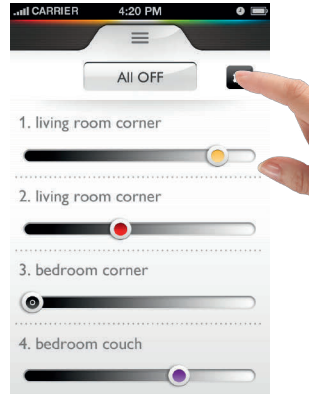 CARRIER 4:20 PM
All OFF
1. living room corner
2. living room corner
3. bedroom corner
4. bedroom couch